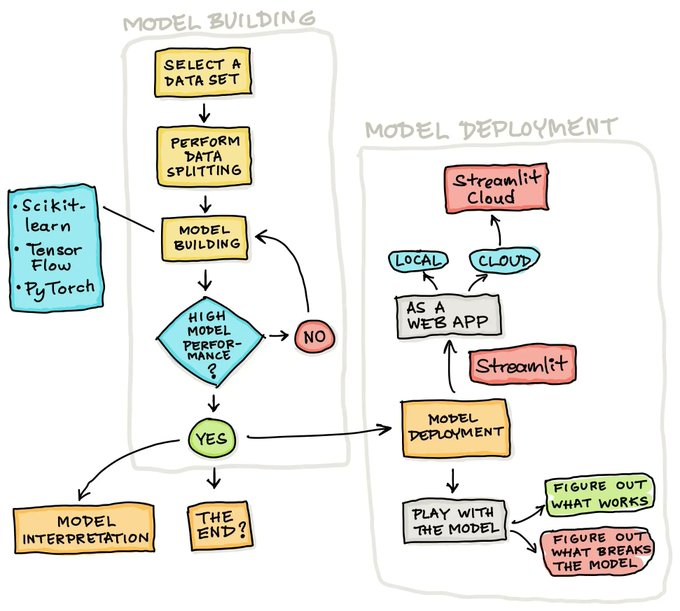 MODEL BUILDING
SELECT A
DATA SET
PERFORM
DATA
SPLITTING
• Scikit-
learn
• Tensor
Flow
• PyTorch
MODEL
BUILDING
HIGH
MODEL
PERFOR-
MANCE
?
NO
YES
MODEL
INTERPRETATION
THE
END?
MODEL DEPLOYMENT
Streamlit
Cloud
LOCAL
CLOUD
AS A
WEB APP
Streamlit
MODEL
DEPLOYMENT
PLAY WITH
THE MODEL
FIGURE OUT
WHAT WORKS
FIGURE OUT
WHAT BREAKS
THE MODEL